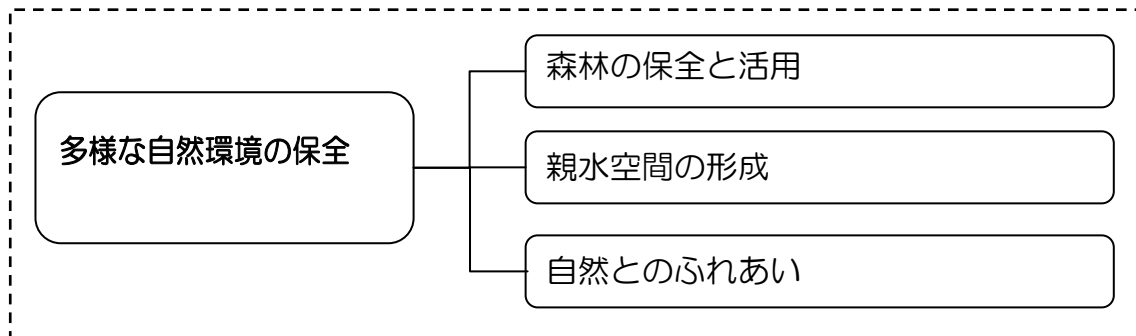 多様な自然環境の保全
森林の保全と活用
親水空間の形成
自然とのふれあい